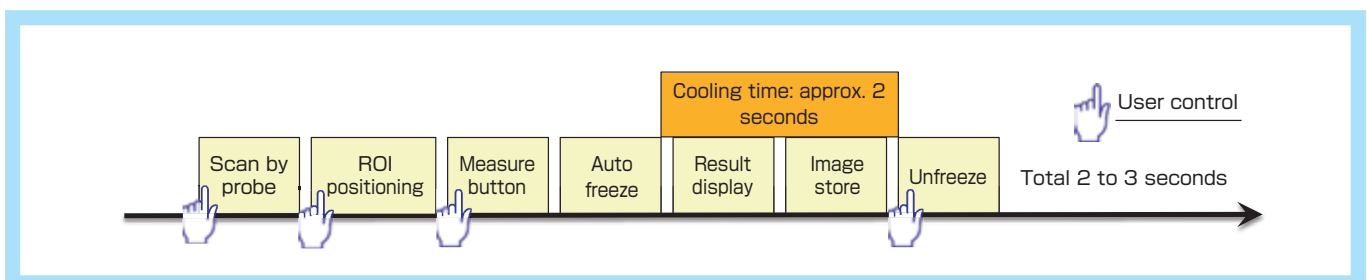 Cooling time: approx. 2
seconds
User control
Scan by
probe
ROI
positioning
Measure
button
Auto
freeze
Result
display
Image
store
Unfreeze
Total 2 to 3 seconds